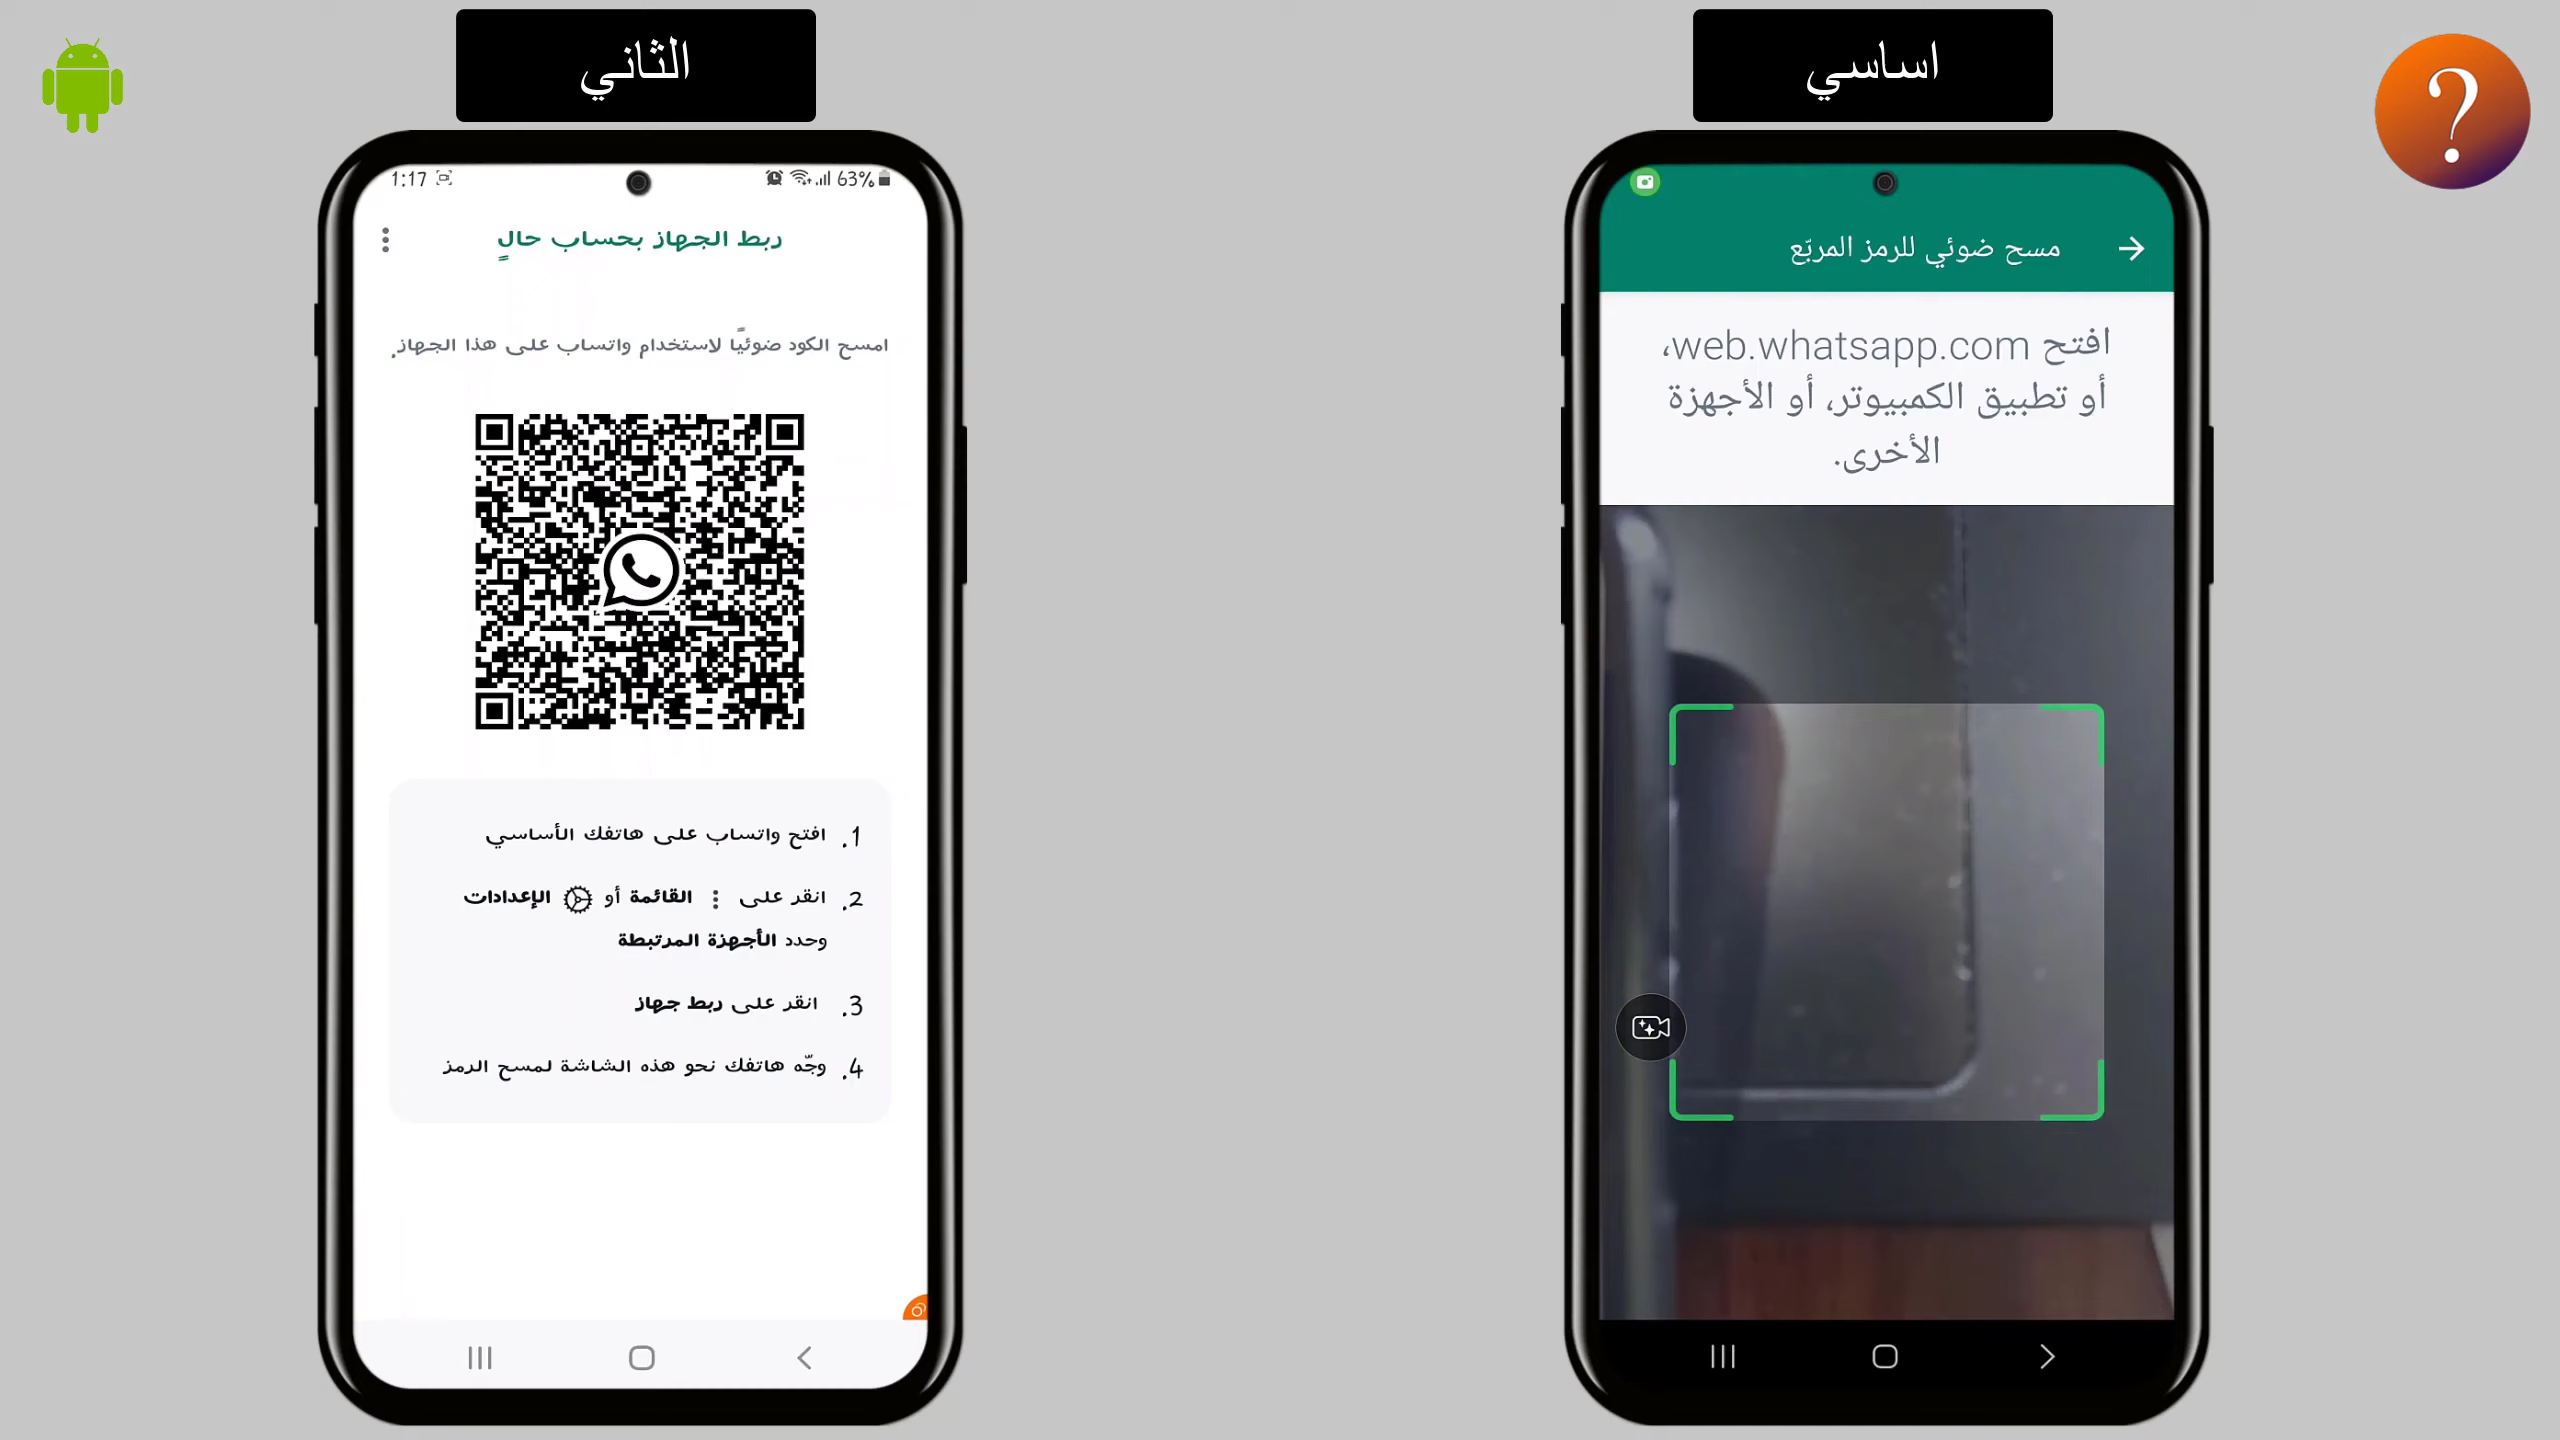 الثاني
1:17
63%
ربط الجهاز بحساب حالٍ
امسح الكود ضوئيًا لاستخدام واتساب على هذا الجهاز.
1. افتح واتساب على هاتفك الأساسي
2. انقر على القائمة أو الإعدادات
وحدد الأجهزة المرتبطة
3. انقر على ربط جهاز
4. وجّه هاتفك نحو هذه الشاشة لمسح الرمز
اساسي
?
مسح ضوئي للرمز المربّع
افتح web.whatsapp.com،
أو تطبيق الكمبيوتر، أو الأجهزة
الأخرى.